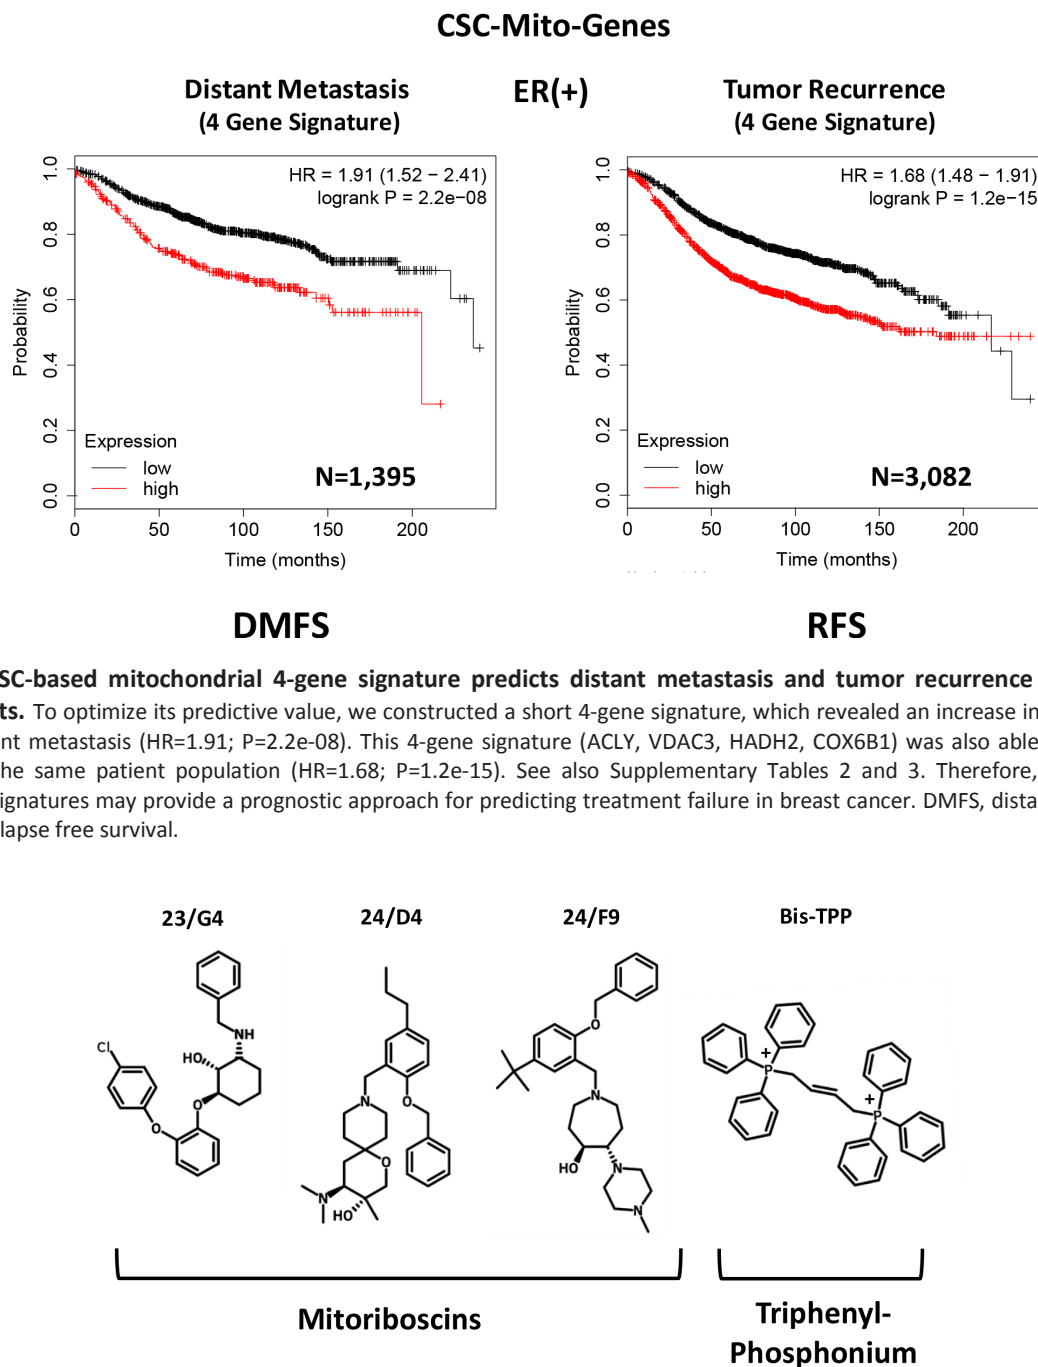 CSC-Mito-Genes
Distant Metastasis
(4 Gene Signature)
ER(+)
Tumor Recurrence
(4 Gene Signature)
HR = 1.91 (1.52 − 2.41)
logrank P = 2.2e−08
Probability
1.0
0.8
0.6
0.4
0.2
0.0
Expression
low
high
N=1,395
0 50 100 150 200
Time (months)
HR = 1.68 (1.48 − 1.91)
logrank P = 1.2e−15
Probability
1.0
0.8
0.6
0.4
0.2
0.0
Expression
low
high
N=3,082
0 50 100 150 200
Time (months)
DMFS
RFS
SC-based mitochondrial 4-gene signature predicts distant metastasis and tumor recurrence
ts. To optimize its predictive value, we constructed a short 4-gene signature, which revealed an increase in
nt metastasis (HR=1.91; P=2.2e-08). This 4-gene signature (ACLY, VDAC3, HADH2, COX6B1) was also able
he same patient population (HR=1.68; P=1.2e-15). See also Supplementary Tables 2 and 3. Therefore,
ignatures may provide a prognostic approach for predicting treatment failure in breast cancer. DMFS, dista
lapse free survival.
23/G4 24/D4 24/F9 Bis-TPP
Cl
HO
NH
O
O
N
O
O
N
HO
O
N
HO
N
N
P
+
P
+
Mitoriboscins
Triphenyl-
Phosphonium